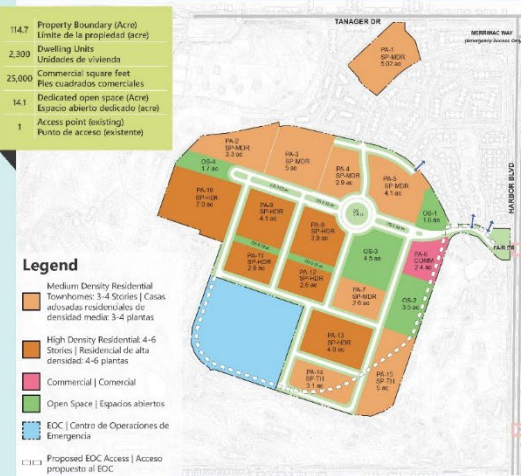 114.7 Property Boundary (Acre)
Límite de la propiedad (acre)
2,300 Dwelling Units
Unidades de vivienda
25,000 Commercial square feet
Pies cuadrados comerciales
14.1 Dedicated open space (Acre)
Espacio abierto dedicado (acre)
1 Access point (existing)
Punto de acceso (existente)
TANAGER DR
MERRIMAC WAY
(Emergency Access Only)
HARBOR BLVD
FAIR DR
PA-1
SP-MDR
5.02 ac
PA-2
SP-MDR
3.3 ac
PA-3
SP-MDR
5 ac
PA-4
SP-MDR
2.9 ac
PA-5
SP-MDR
4.1 ac
OS-4
1.7 ac
OS-1
1.6 ac
PA-10
SP-HDR
7.0 ac
PA-9
SP-HDR
4.1 ac
PA-8
SP-HDR
3.9 ac
OS-3
4.5 ac
PA-6
COMM
2.4 ac
PA-11
SP-HDR
2.6 ac
PA-12
SP-HDR
2.6 ac
PA-7
SP-MDR
2.6 ac
OS-2
3.5 ac
PA-13
SP-HDR
4.0 ac
PA-14
SP-TH
3.1 ac
PA-15
SP-TH
5 ac
Legend
Medium Density Residential
Townhomes: 3-4 Stories | Casas
adosadas residenciales de
densidad media: 3-4 plantas
High Density Residential: 4-6
Stories | Residencial de alta
densidad: 4-6 plantas
Commercial | Comercial
Open Space | Espacios abiertos
EOC | Centro de Operaciones de
Emergencia
Proposed EOC Access | Acceso
propuesto al EOC